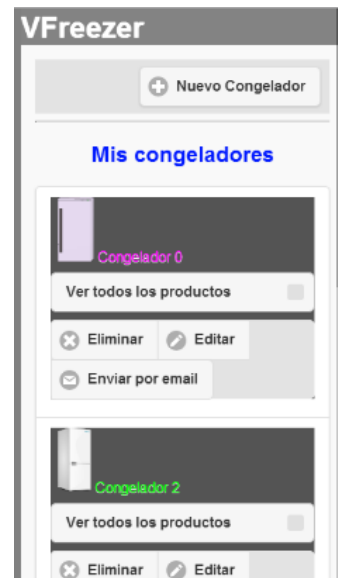 VFreezer
Nuevo Congelador
Mis congeladores
Congelador 0
Ver todos los productos
Eliminar Editar
Enviar por email
Congelador 2
Ver todos los productos
Eliminar Editar